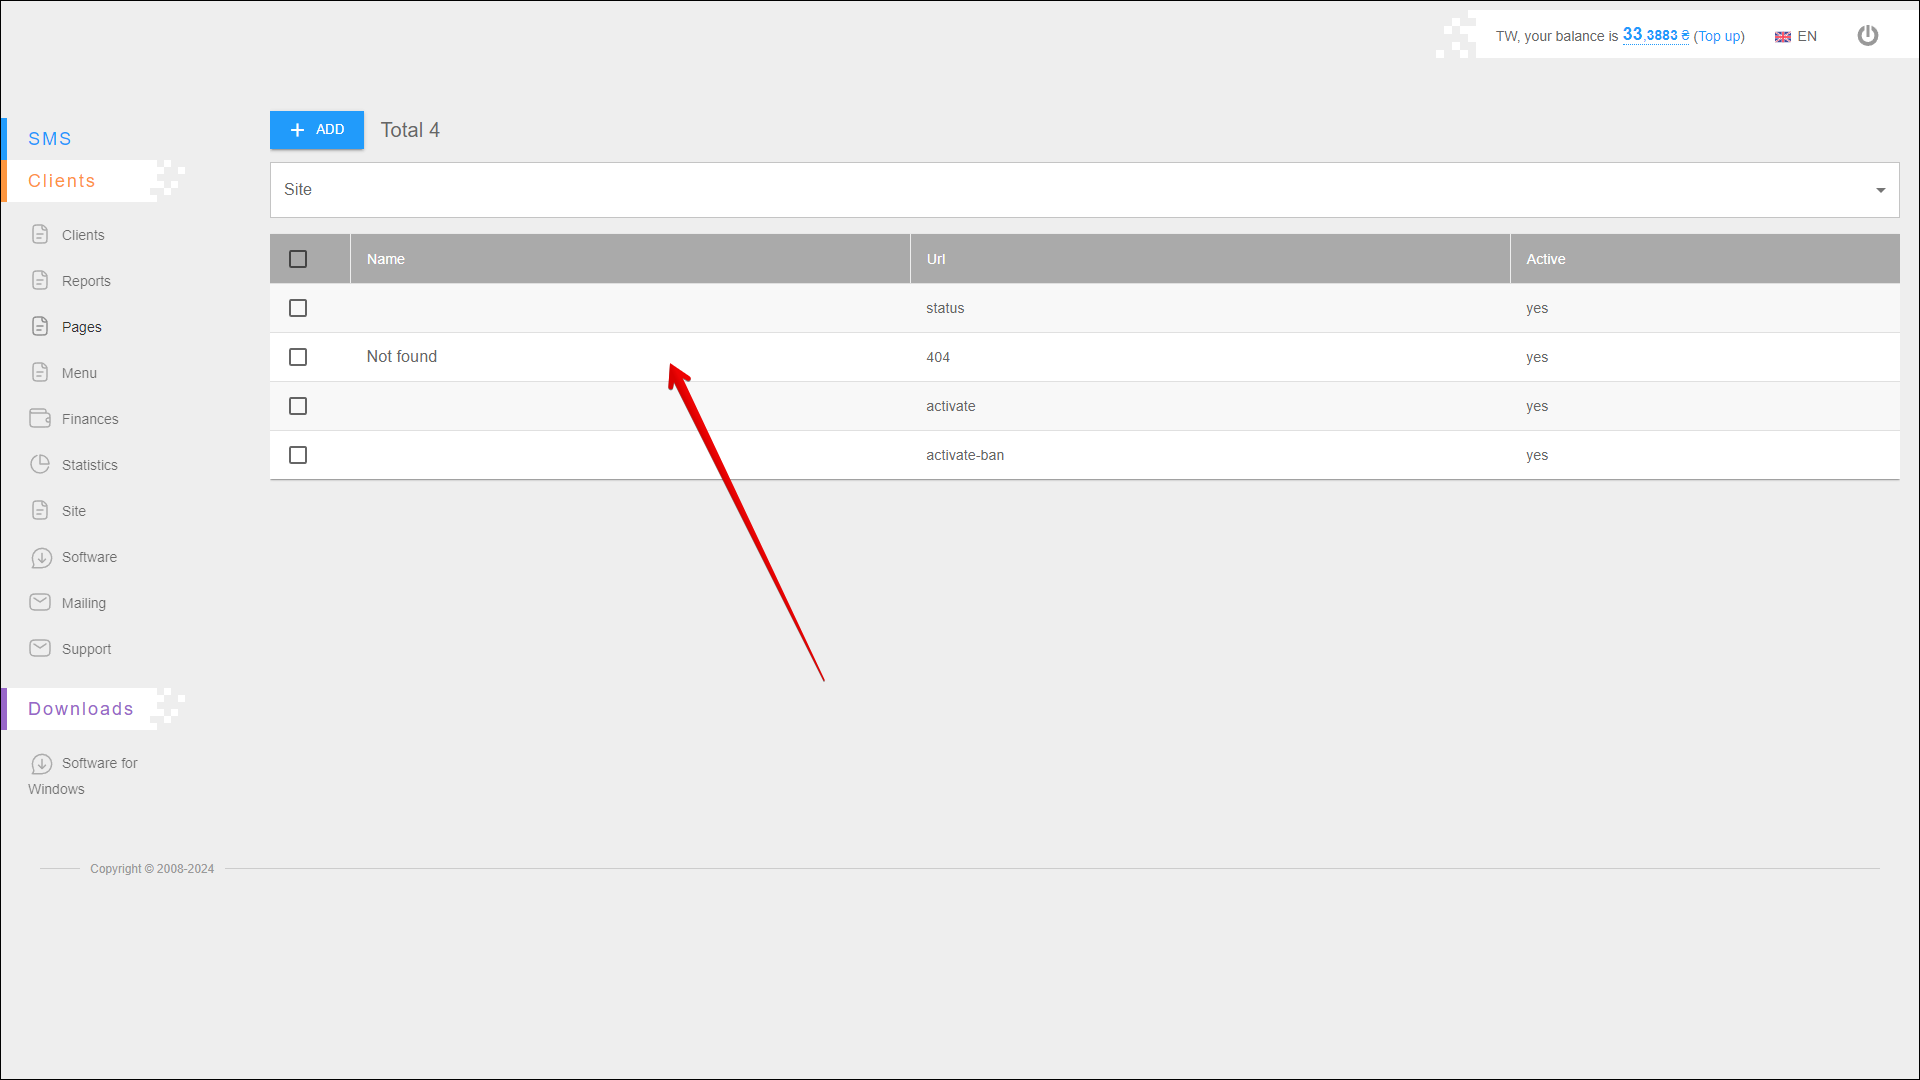 TW, your balance is 33,3883 ₴ (Top up) EN
SMS
Clients
Clients
Reports
Pages
Menu
Finances
Statistics
Site
Software
Mailing
Support
Downloads
Software for
Windows
ADD Total 4
Site
Name Url Active
status yes
Not found 404 yes
activate yes
activate-ban yes
Copyright © 2008-2024